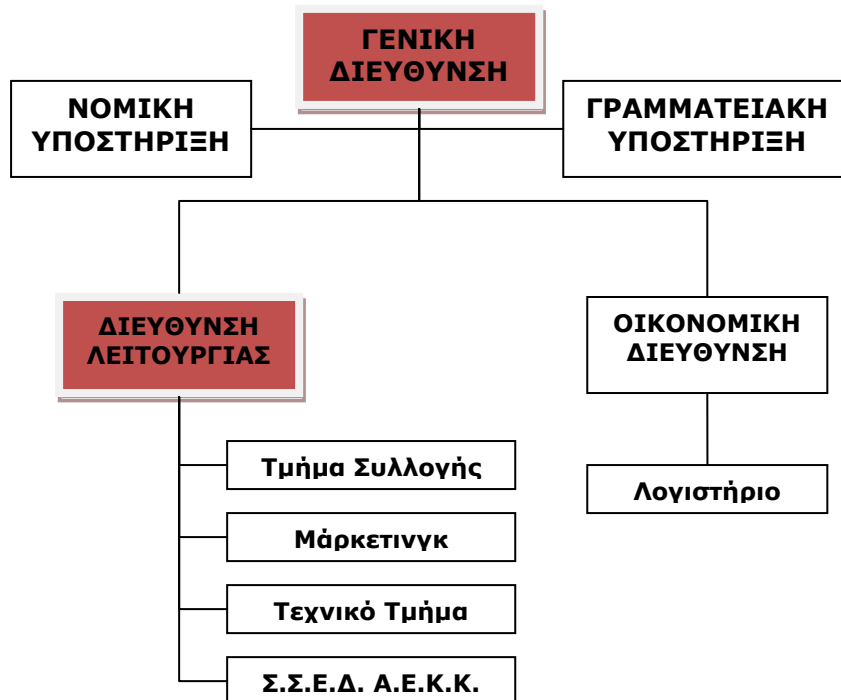 ΓΕΝΙΚΗ
ΔΙΕΥΘΥΝΣΗ
ΝΟΜΙΚΗ
ΥΠΟΣΤΗΡΙΞΗ
ΓΡΑΜΜΑΤΕΙΑΚΗ
ΥΠΟΣΤΗΡΙΞΗ
ΔΙΕΥΘΥΝΣΗ
ΛΕΙΤΟΥΡΓΙΑΣ
ΟΙΚΟΝΟΜΙΚΗ
ΔΙΕΥΘΥΝΣΗ
Τμήμα Συλλογής
Μάρκετινγκ
Τεχνικό Τμήμα
Σ.Σ.Ε.Δ. Α.Ε.Κ.Κ.
Λογιστήριο